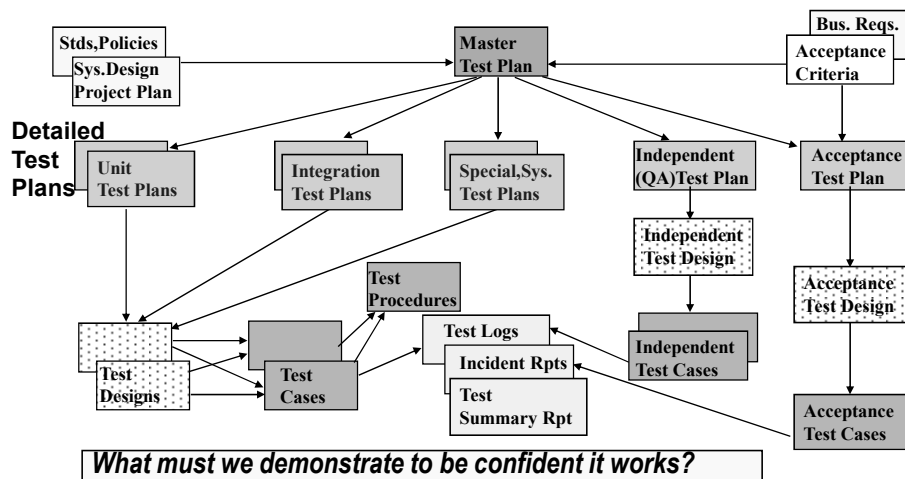 Stds,Policies
Sys.Design
Project Plan
Master
Test Plan
Bus. Reqs.
Acceptance
Criteria
Detailed
Test
Plans
Unit
Test Plans
Integration
Test Plans
Special,Sys.
Test Plans
Independent
(QA)Test Plan
Acceptance
Test Plan
Independent
Test Design
Test
Procedures
Acceptance
Test Design
Test Logs
Incident Rpts
Test
Summary Rpt
Independent
Test Cases
Test
Designs
Test
Cases
Acceptance
Test Cases
What must we demonstrate to be confident it works?